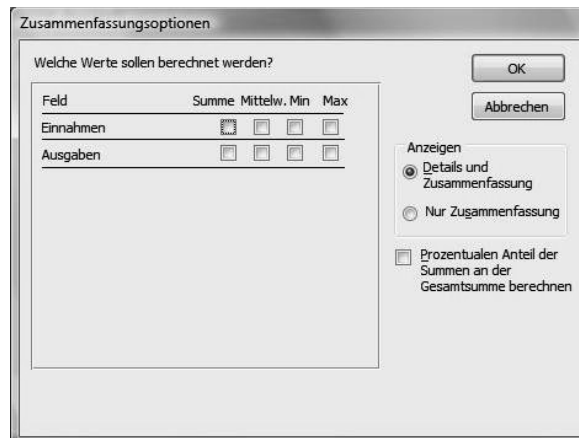 Zusammenfassungsoptionen
Welche Werte sollen berechnet werden?
Feld Summe Mittelw. Min Max
Einnahmen
Ausgaben
OK
Abbrechen
Anzeigen
Details und
Zusammenfassung
Nur Zusammenfassung
Prozentualen Anteil der
Summen an der
Gesamtsumme berechnen